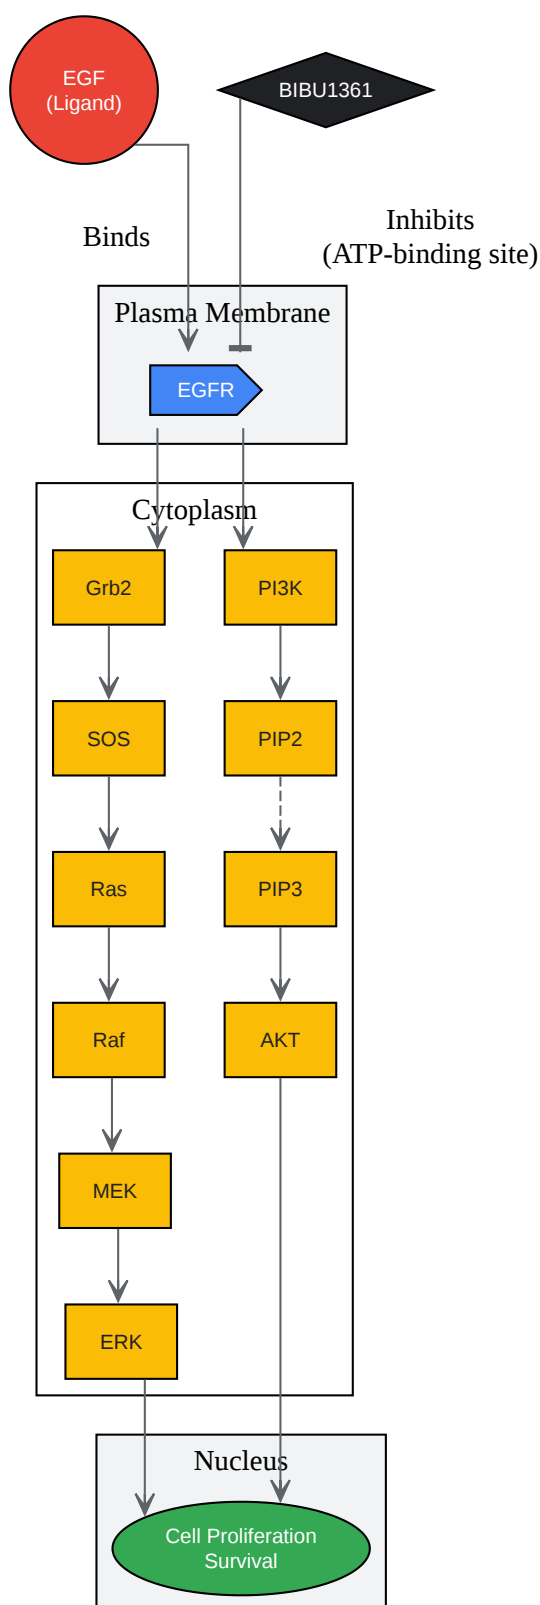 EGF
(Ligand)
BIBU1361
Binds
Inhibits
(ATP-binding site)
Plasma Membrane
EGFR
Cytoplasm
Grb2
PI3K
SOS
PIP2
Ras
PIP3
Raf
AKT
MEK
ERK
Nucleus
Cell Proliferation
Survival